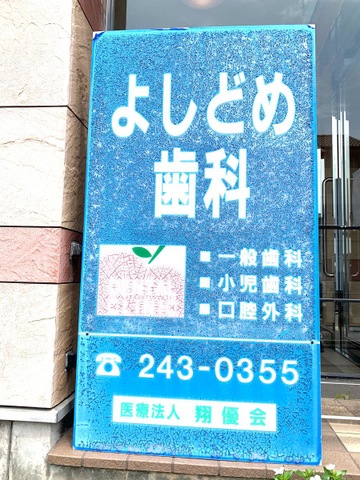 よしどめ
歯科
■一般歯科
■小児歯科
■口腔外科
☎ 243-0355
医療法人 翔優会